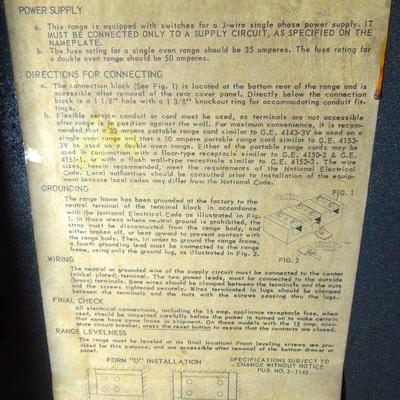 POWER SUPPLY
a. This range is equipped with switches for a 3-wire single phase power supply. IT
MUST BE CONNECTED ONLY TO A SUPPLY CIRCUIT, AS SPECIFIED ON THE
NAMEPLATE.
b. The fuse rating for a single oven range should be 35 amperes. The fuse rating for
a double oven range should be 50 amperes.
DIRECTIONS FOR CONNECTING
a. The connection block (See Fig. 1) is located at the bottom rear of the range and is
accessible after removal of the rear cover panel. Directly below the connection
block is a 1 1/8" hole with a 1 3/8" knockout ring for accommodating conduit fit-
tings.
b. Flexible service conduit or cord must be used, as terminals are not accessible
after range is in position against the wall. For maximum convenience, it is recom-
mended that a 35 ampere portable range cord similar to G.E. 4143-3V be used on a
single oven range and that a 50 ampere portable range cord similar to G.E. 4153-
3V be used on a double oven range. Either of the portable range cords may be
used in conjunction with a floor-type receptacle similar to G.E. 4150-3 & G.E.
4151-1, or with a flush wall-type receptacle similar to G.E. 4152-3. The wire
sizes, herein recommended, meet the requirements of the National Electrical
Code. Local authorities should be consulted prior to installation of the equip-
ment because local codes may differ from the National Code.
GROUNDING
FIG. 1
The range frame has been grounded at the factory to the
neutral terminal of the terminal block in accordance
with the National Electrical Code as illustrated in Fig.
1. In those areas where neutral ground is prohibited, the
strap must be disconnected from the range body, and
either broken off, or bent upward to prevent contact with
the range body. Then, in order to ground the range frame,
a fourth grounding lead must be connected to the range
frame, using only the ground lug, as illustrated in Fig. 2.
FIG. 2
WIRING
The neutral or grounded wire of the supply circuit must be connected to the center
(nickel plated) terminal. The two power leads, must be connected to the outside
(brass) terminals. Bare wires should be clamped between the terminals and the nuts
and the screws tightened securely. Wires terminated in lugs should be clamped
between the terminals and the nuts with the screws passing thru the lugs.
FINAL CHECK
All electrical connections, including the 15 amp. appliance receptacle fuse, when
used, should be inspected carefully before the power is turned on to make certain
that none have come loose in shipment. On those models with the 15 amp. mini-
ature circuit breaker, press the reset button to assure that the contacts are closed.
RANGE LEVELNESS
The range must be leveled at its final location! Front leveling screws are pro-
vided for this purpose, and are accessible after removal of the bottom drawer or
panel.
FORM "O" INSTALLATION
SPECIFICATIONS SUBJECT TO
CHANGE WITHOUT NOTICE
PUB. NO. 3-1148